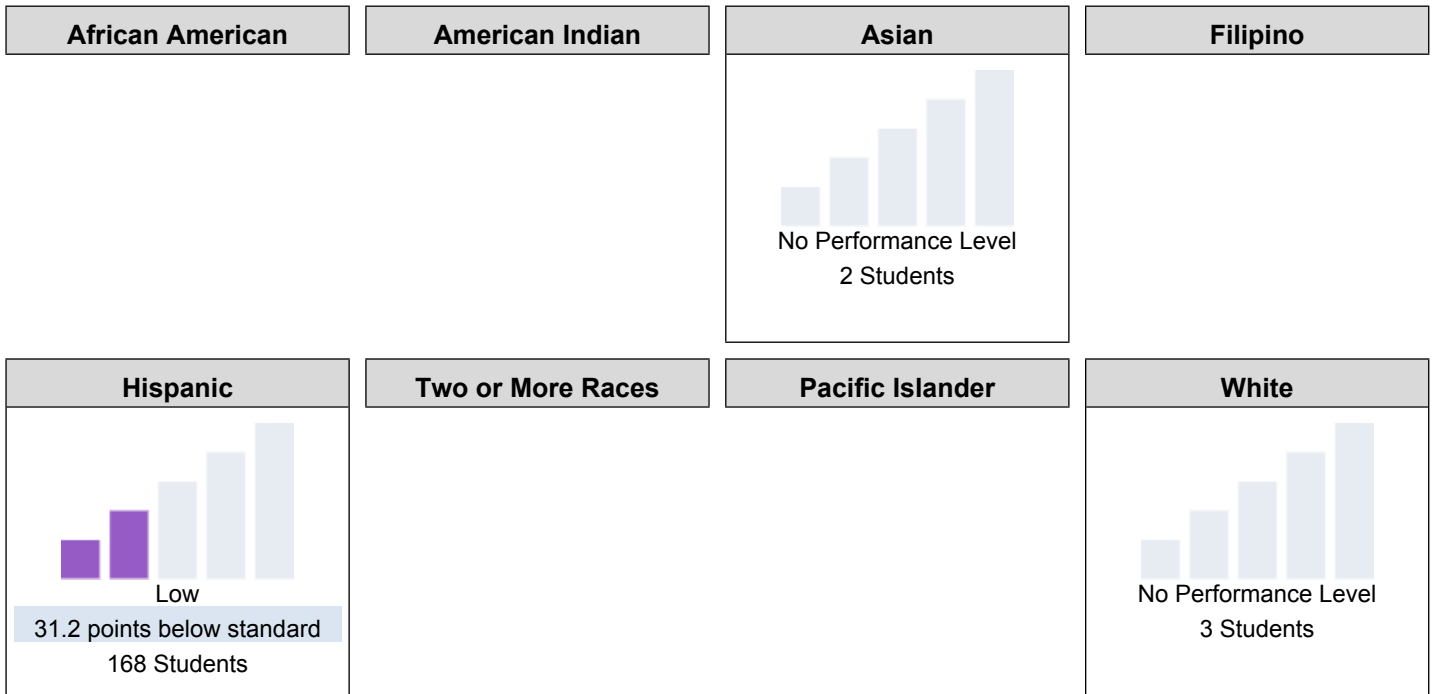 African American
American Indian
Asian
Filipino
No Performance Level
2 Students
Hispanic
Two or More Races
Pacific Islander
White
Low
31.2 points below standard
168 Students
No Performance Level
3 Students